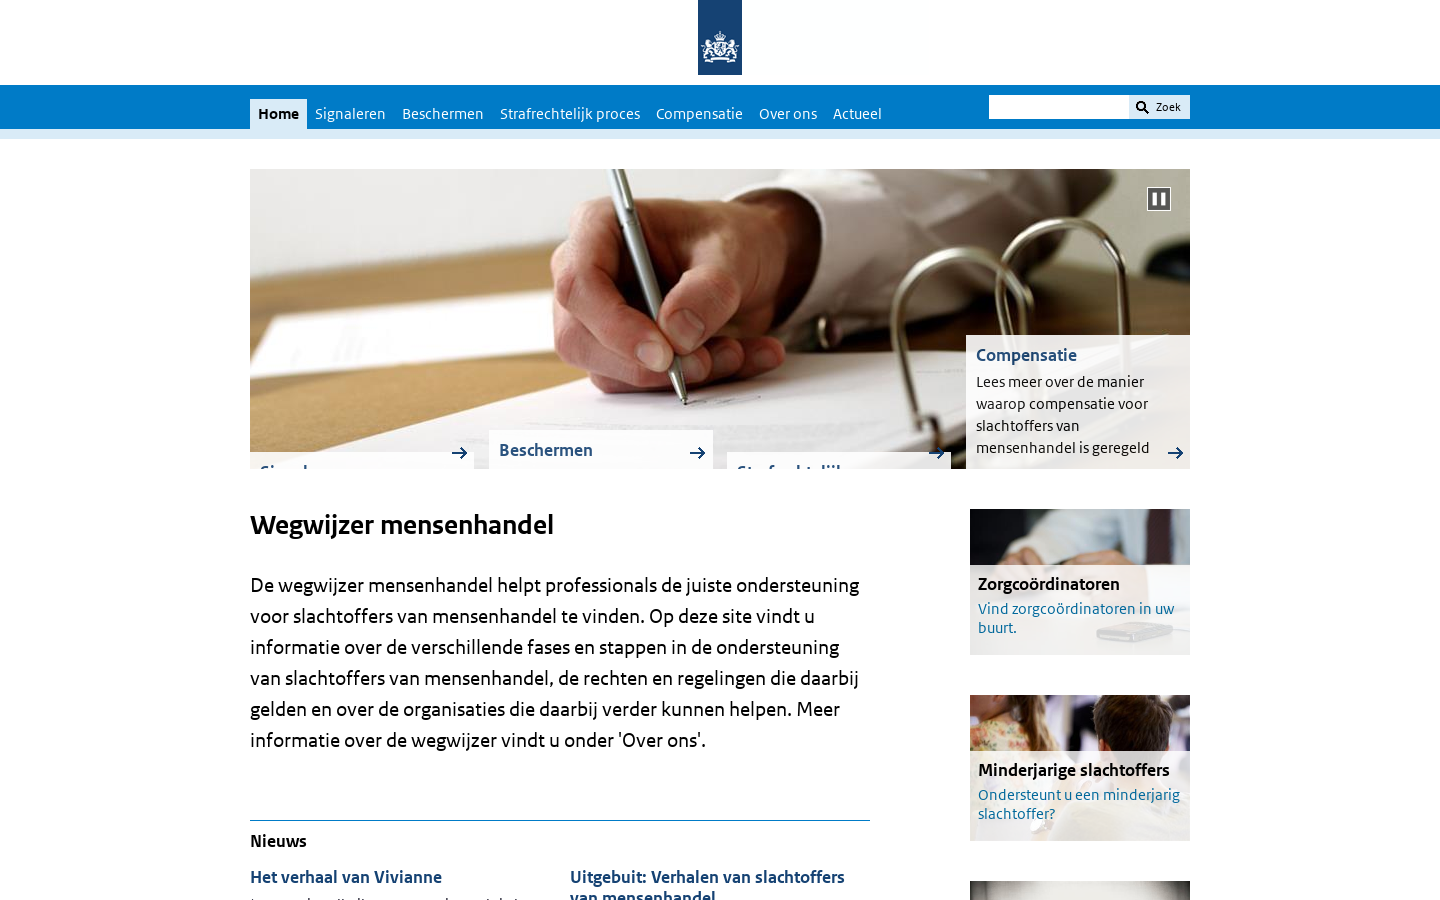 Home Signaleren Beschermen Strafrechtelijk proces Compensatie Over ons Actueel Zoek
Compensatie
Lees meer over de manier
waarop compensatie voor
slachtoffers van
mensenhandel is geregeld
Beschermen
Wegwijzer mensenhandel
De wegwijzer mensenhandel helpt professionals de juiste ondersteuning
voor slachtoffers van mensenhandel te vinden. Op deze site vindt u
informatie over de verschillende fases en stappen in de ondersteuning
van slachtoffers van mensenhandel, de rechten en regelingen die daarbij
gelden en over de organisaties die daarbij verder kunnen helpen. Meer
informatie over de wegwijzer vindt u onder 'Over ons'.
Zorgcoördinatoren
Vind zorgcoördinatoren in uw
buurt.
Minderjarige slachtoffers
Ondersteunt u een minderjarig
slachtoffer?
Nieuws
Het verhaal van Vivianne
Uitgebuit: Verhalen van slachtoffers
van mensenhandel